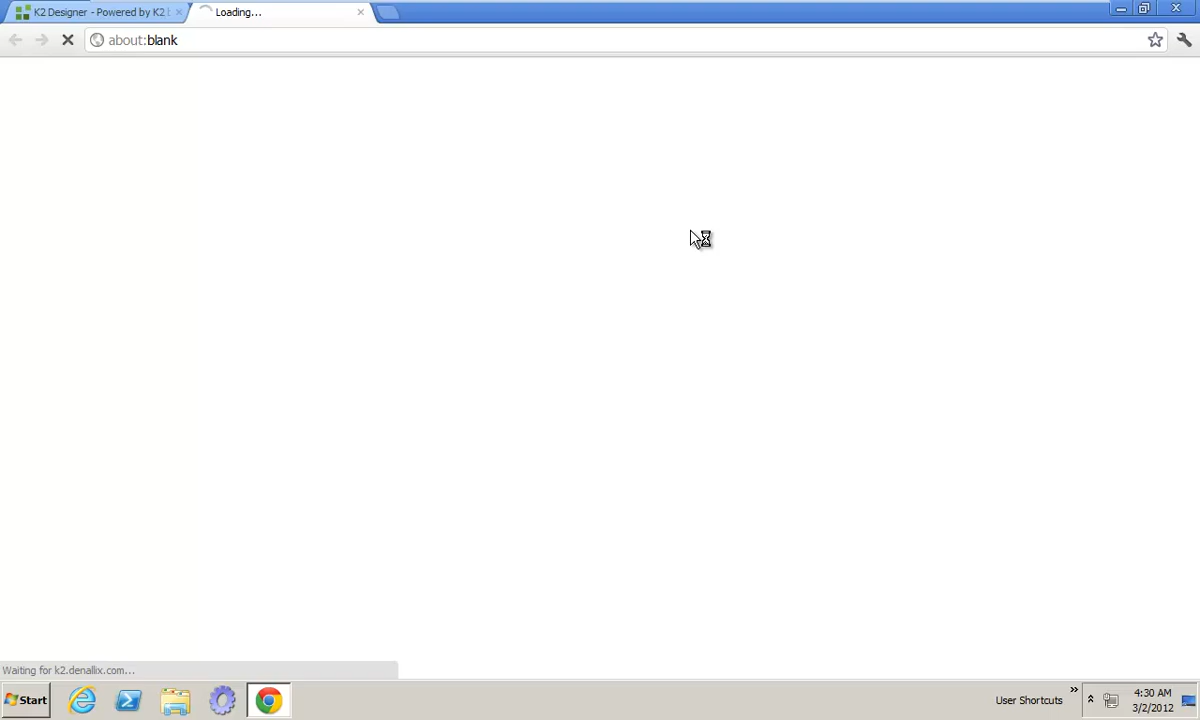 K2 Designer - Powered by K2
Loading...
about:blank
Waiting for k2.denallix.com...
Start
User Shortcuts
4:30 AM
3/2/2012